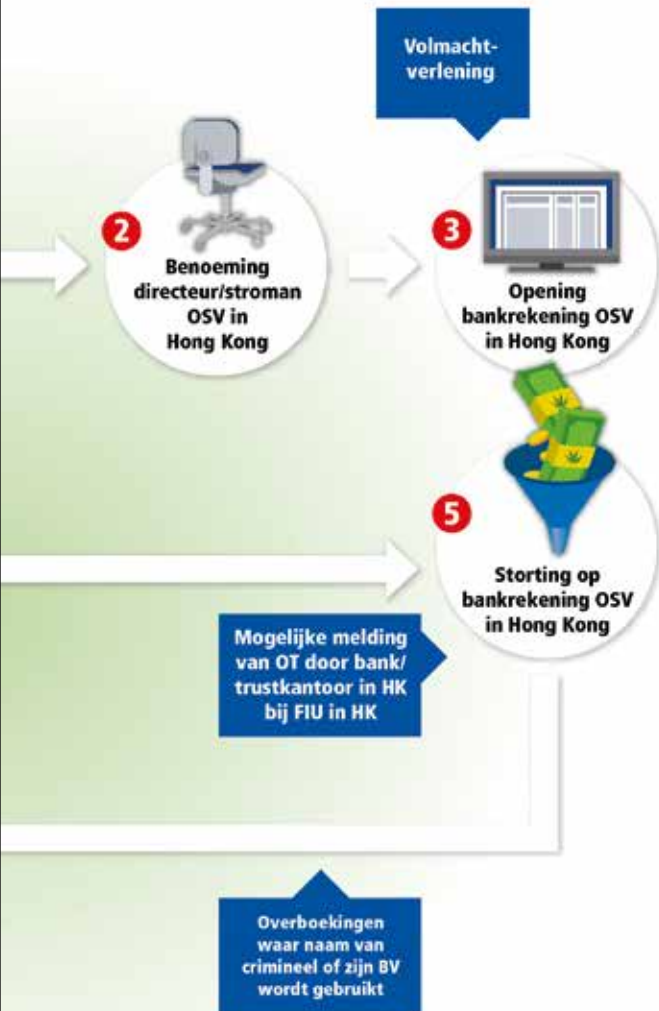 Volmacht-
verlening
2
Benoeming
directeur/stroman
OSV in
Hong Kong
3
Opening
bankrekening OSV
in Hong Kong
5
Storting op
bankrekening OSV
in Hong Kong
Mogelijke melding
van OT door bank/
trustkantoor in HK
bij FIU in HK
Overboekingen
waar naam van
crimineel of zijn BV
wordt gebruikt